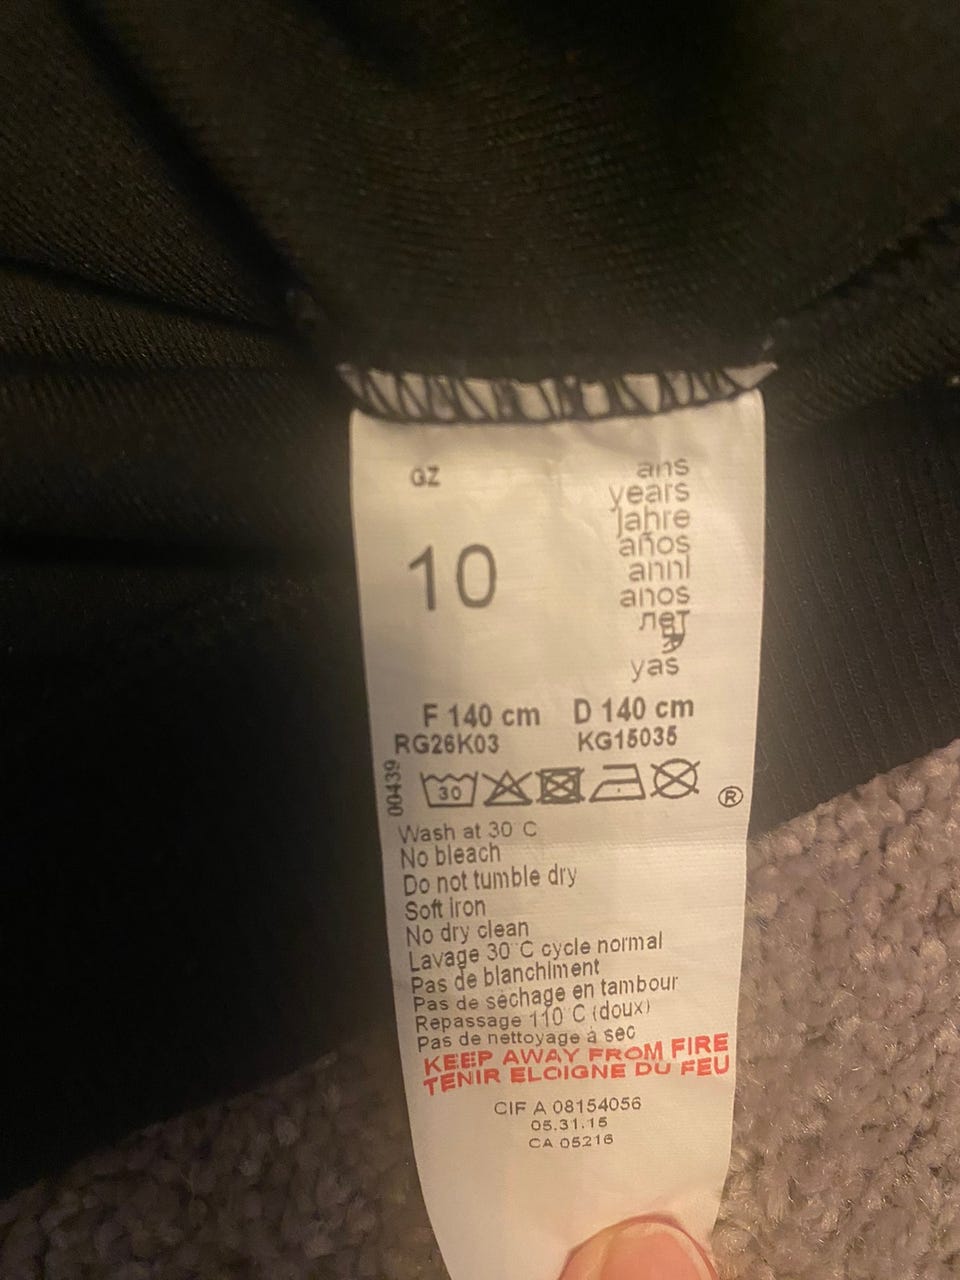 GZ
10
ans
years
Jahre
años
anni
anos
лет
yas
F 140 cm D 140 cm
RG26K03 KG15035
00439
30
®
Wash at 30°C
No bleach
Do not tumble dry
Soft iron
No dry clean
Lavage 30°C cycle normal
Pas de blanchiment
Pas de séchage en tambour
Repassage 110°C (doux)
Pas de nettoyage à sec
KEEP AWAY FROM FIRE
TENIR ELOIGNE DU FEU
CIF A 08154056
05.31.15
CA 05216